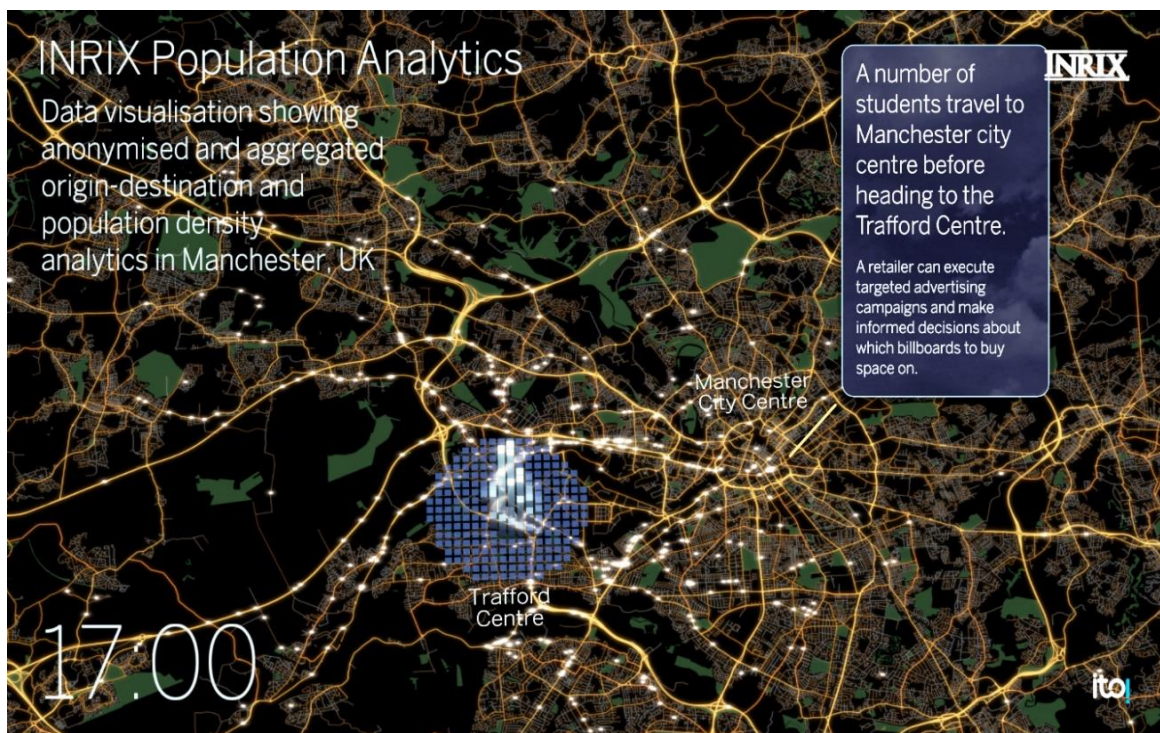 INRIX Population Analytics
Data visualisation showing
anonymised and aggregated
origin-destination and
population density
analytics in Manchester, UK
A number of
students travel to
Manchester city
centre before
heading to the
Trafford Centre.
A retailer can execute
targeted advertising
campaigns and make
informed decisions about
which billboards to buy
space on.
INRIX
Manchester
City Centre
Trafford
Centre
17:00
ito!